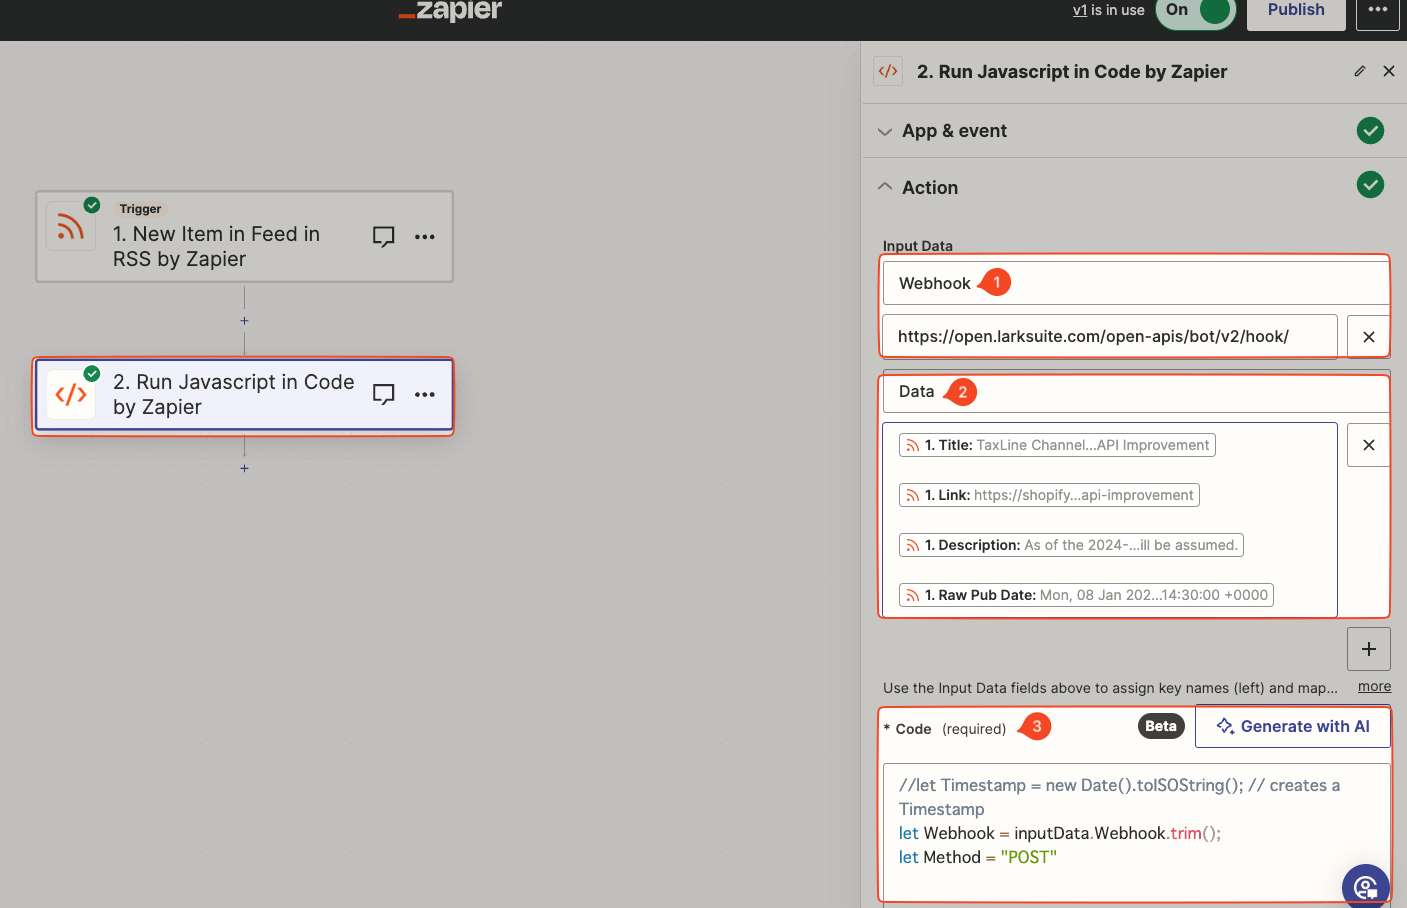 zapier
v1 is in use
On
Publish
2. Run Javascript in Code by Zapier
App & event
Action
Trigger
1. New Item in Feed in
RSS by Zapier
2. Run Javascript in Code
by Zapier
Input Data
Webhook
1
https://open.larksuite.com/open-apis/bot/v2/hook/
Data
2
1. Title: TaxLine Channel...API Improvement
1. Link: https://shopify...api-improvement
1. Description: As of the 2024-...ill be assumed.
1. Raw Pub Date: Mon, 08 Jan 202...14:30:00 +0000
Use the Input Data fields above to assign key names (left) and map...
more
* Code (required)
3
Beta
Generate with AI
//let Timestamp = new Date().toISOString(); // creates a
Timestamp
let Webhook = inputData.Webhook.trim();
let Method = "POST"